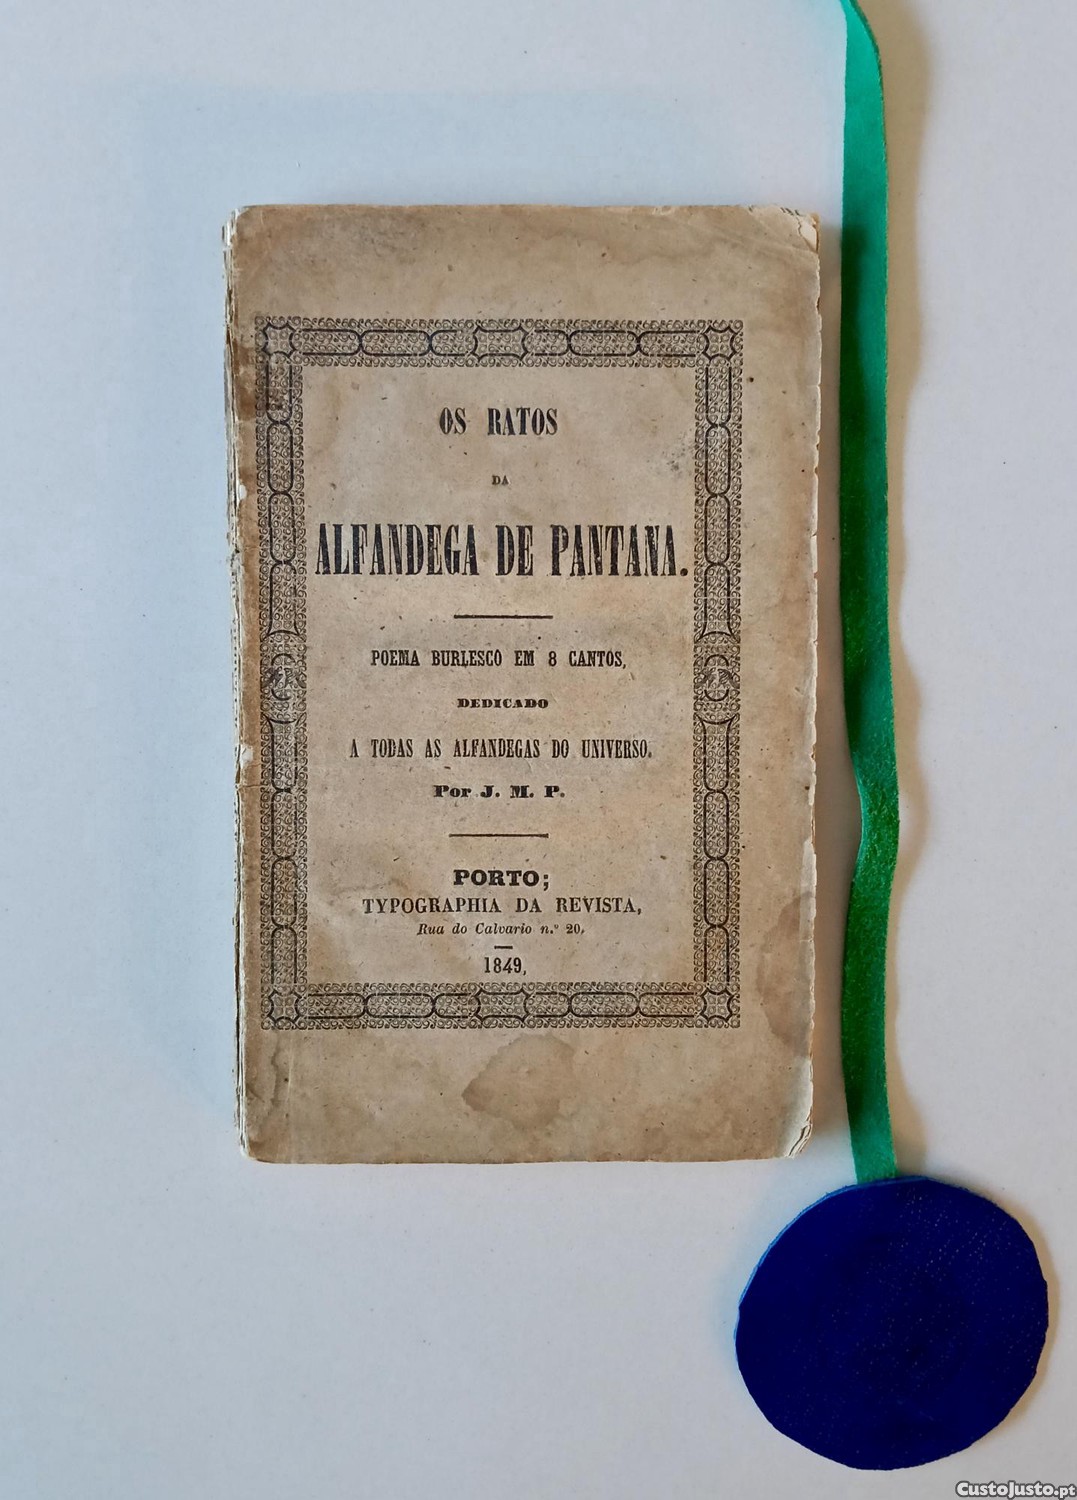 OS RATOS
DA
ALFANDEGA DE PANTANA.
POEMA BURLESCO EM 8 CANTOS,
DEDICADO
A TODAS AS ALFANDEGAS DO UNIVERSO.
Por J. M. P.
PORTO;
TYPOGRAPHIA DA REVISTA,
Rua do Calvario n.º 20.
1849,
CustoJusto.pt